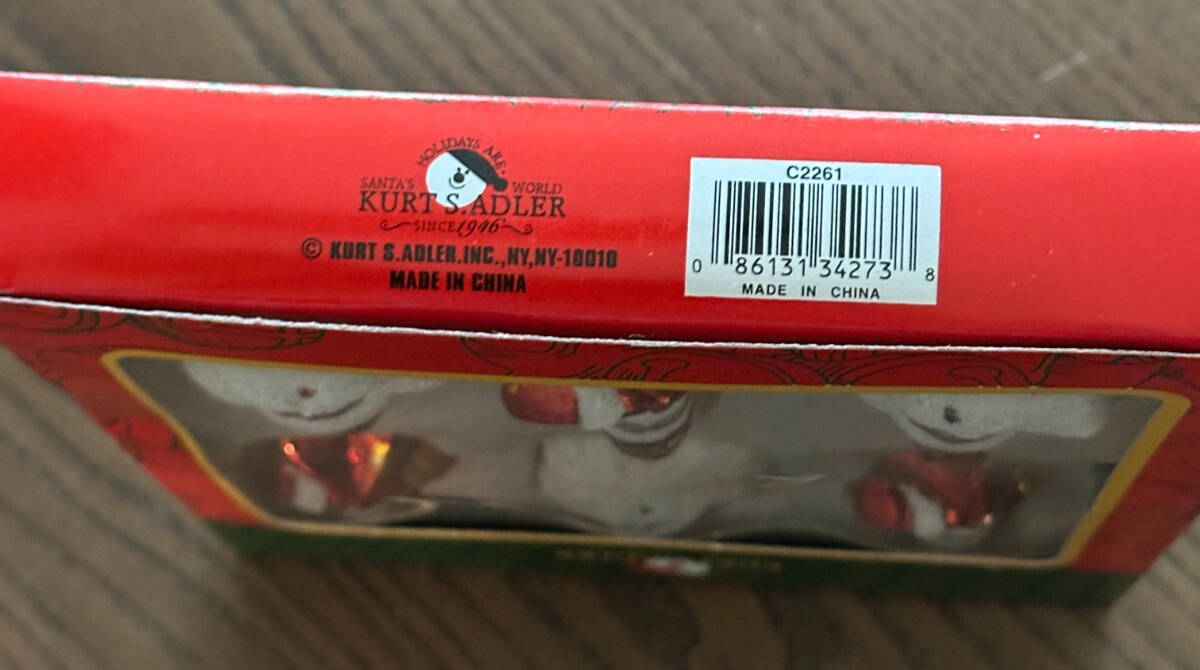 HOLIDAYS ARE
SANTA'S WORLD
KURT S. ADLER
SINCE 1946
© KURT S.ADLER.INC.,NY,NY-10010
MADE IN CHINA
C2261
0 86131 34273 8
MADE IN CHINA